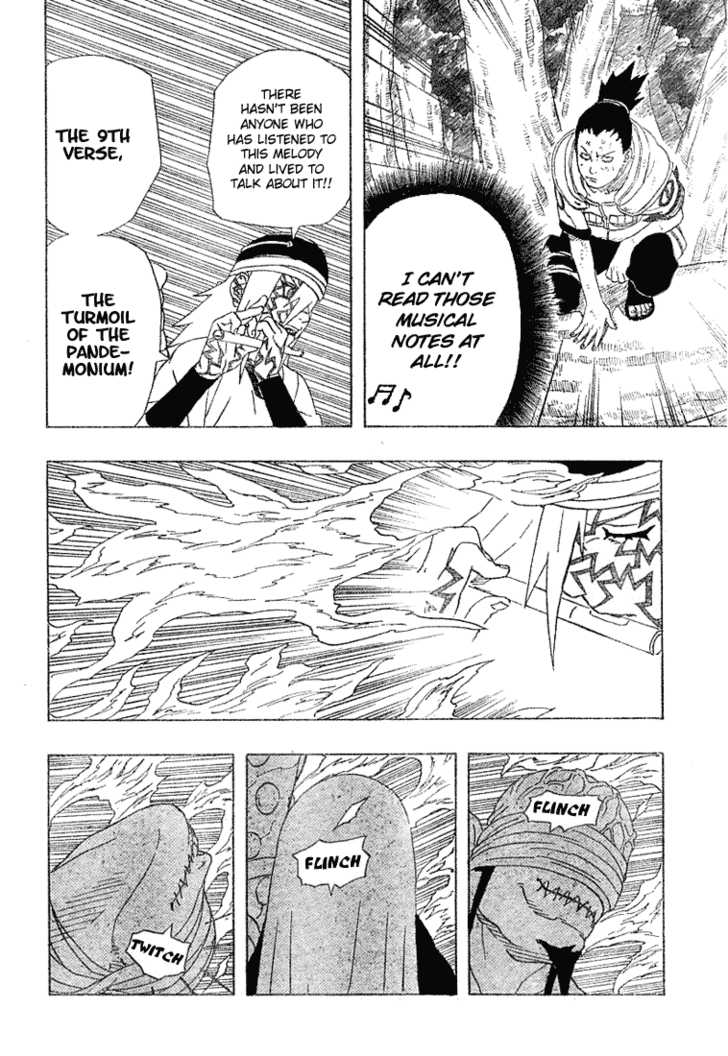 I CAN'T
READ THOSE
MUSICAL
NOTES AT
ALL!!
THERE
HASN'T BEEN
ANYONE WHO
HAS LISTENED TO
THIS MELODY
AND LIVED TO
TALK ABOUT IT!!
THE 9TH
VERSE,
THE
TURMOIL
OF THE
PANDE-
MONIUM!
FLINCH
FLINCH
TWITCH